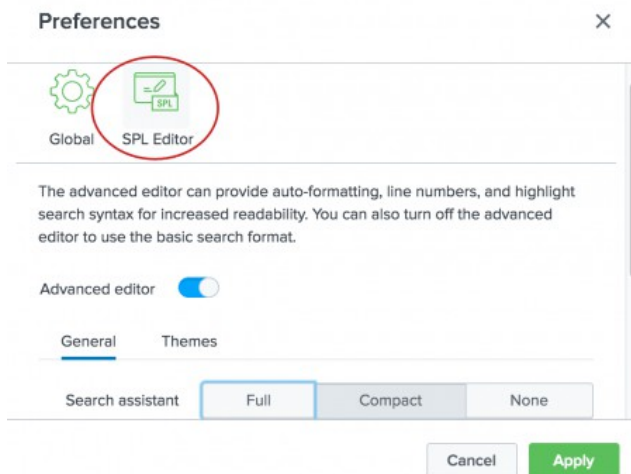 Preferences
SPL
Global SPL Editor
The advanced editor can provide auto-formatting, line numbers, and highlight
search syntax for increased readability. You can also turn off the advanced
editor to use the basic search format.
Advanced editor
General Themes
Search assistant Full Compact None
Cancel Apply